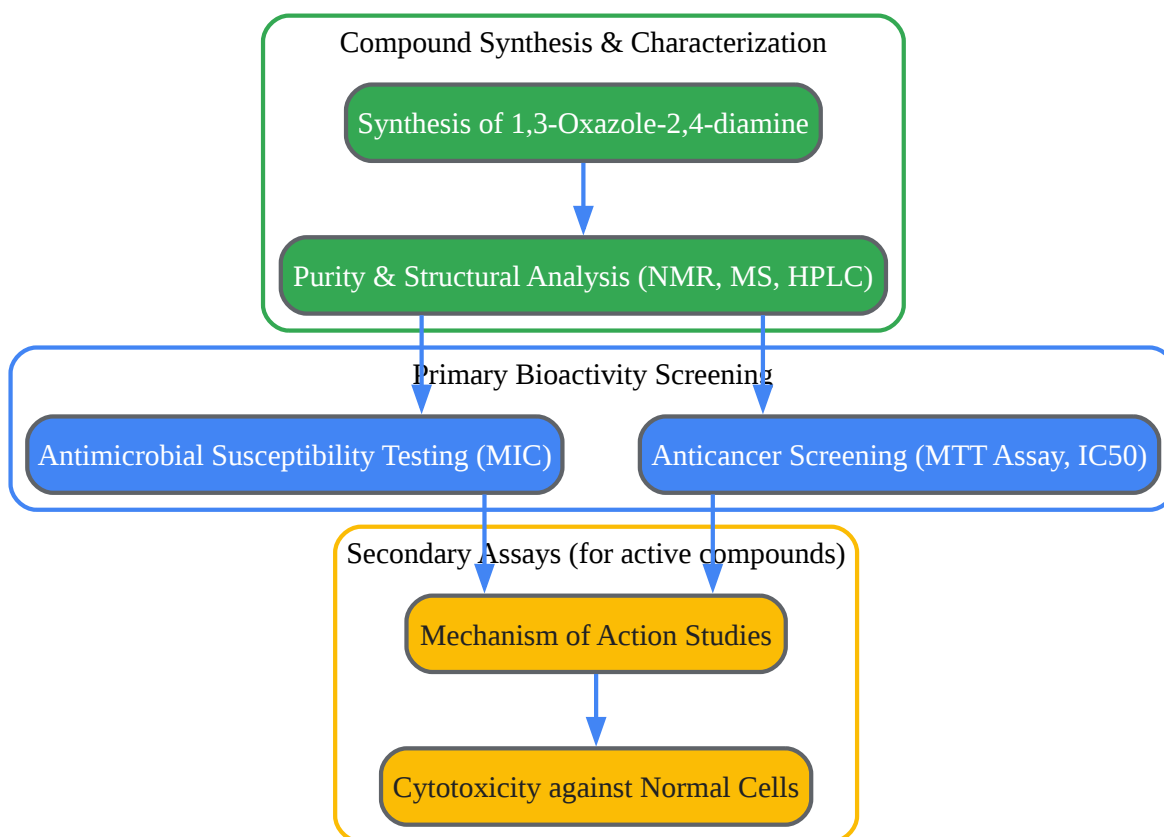 Compound Synthesis & Characterization
Synthesis of 1,3-Oxazole-2,4-diamine
Purity & Structural Analysis (NMR, MS, HPLC)
Primary Bioactivity Screening
Antimicrobial Susceptibility Testing (MIC)
Anticancer Screening (MTT Assay, IC50)
Secondary Assays (for active compounds)
Mechanism of Action Studies
Cytotoxicity against Normal Cells